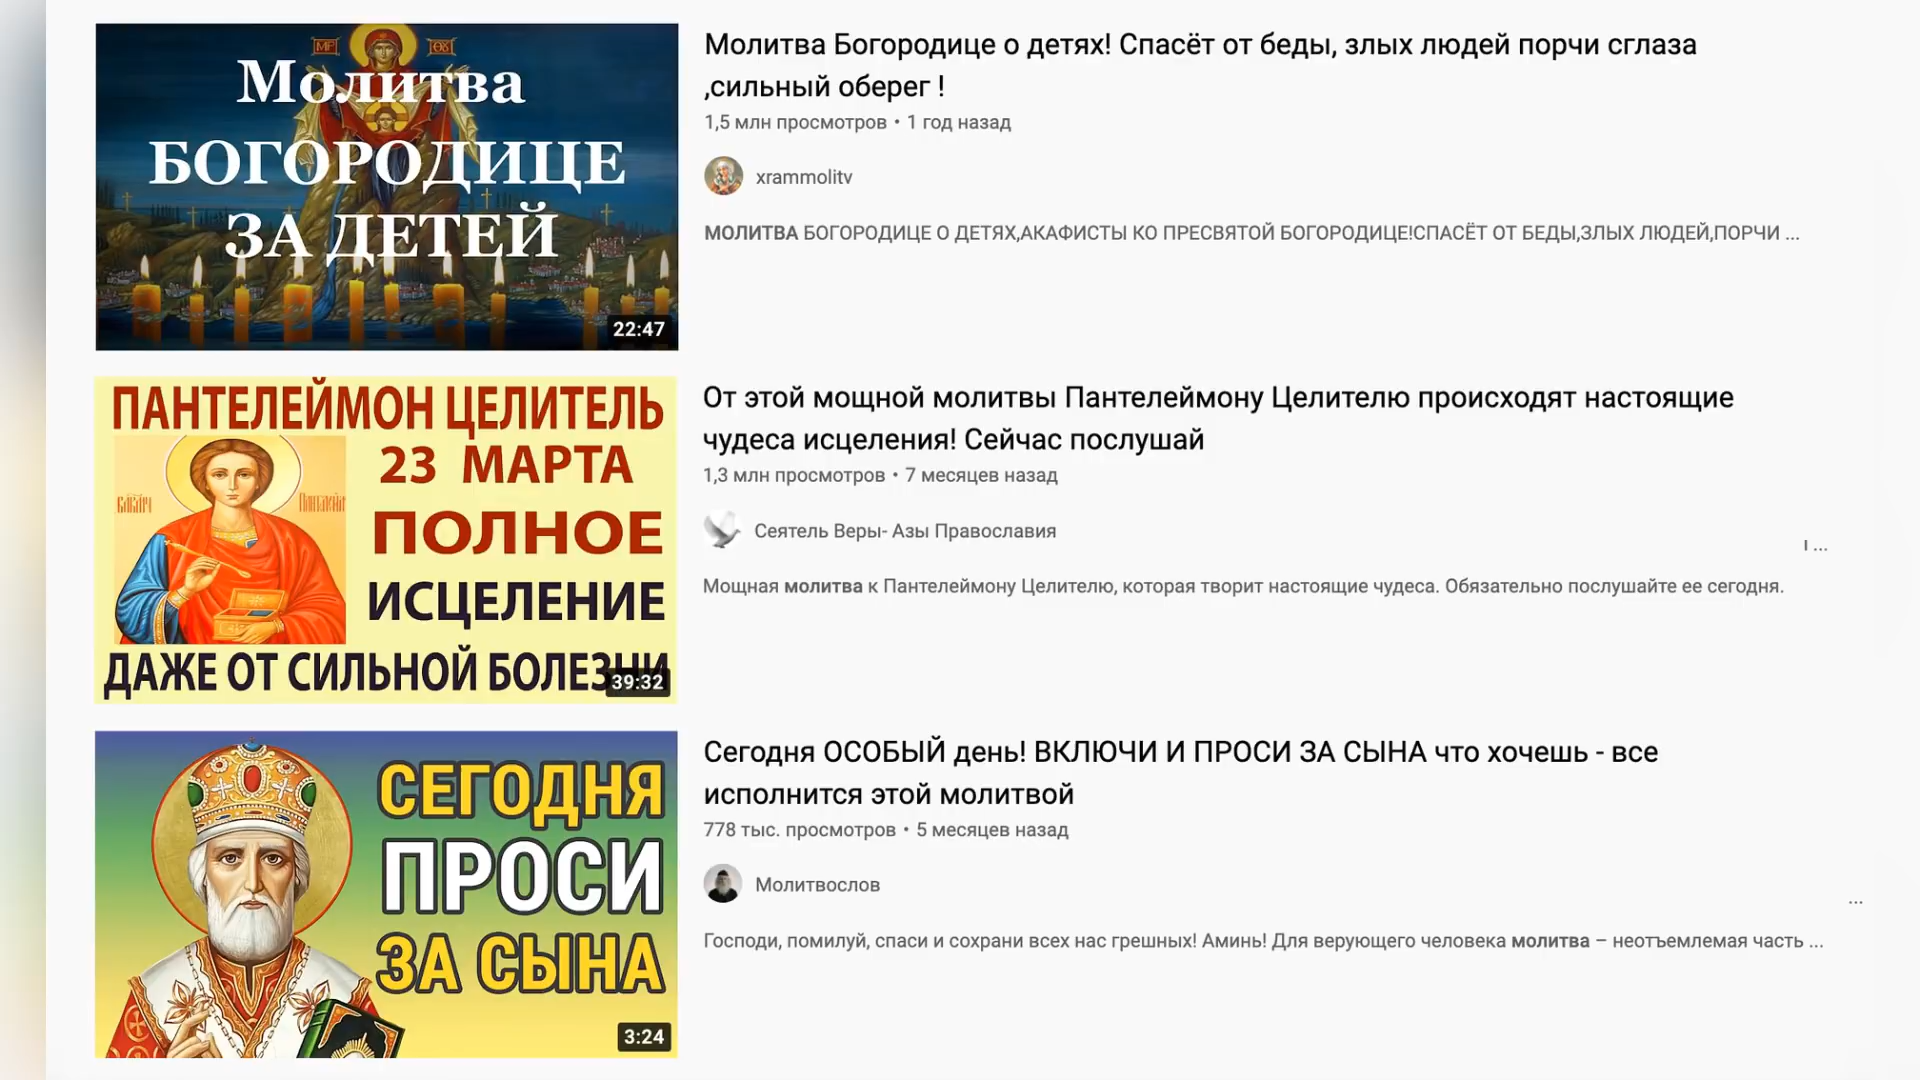 Молитва
БОГОРОДИЦЕ
ЗА ДЕТЕЙ
22:47
Молитва Богородице о детях! Спасёт от беды, злых людей порчи сглаза
,сильный оберег !
1,5 млн просмотров • 1 год назад
xrammolitv
МОЛИТВА БОГОРОДИЦЕ О ДЕТЯХ,АКАФИСТЫ КО ПРЕСВЯТОЙ БОГОРОДИЦЕ!СПАСЁТ ОТ БЕДЫ,ЗЛЫХ ЛЮДЕЙ,ПОРЧИ ...
ПАНТЕЛЕЙМОН ЦЕЛИТЕЛЬ
23 МАРТА
ПОЛНОЕ
ИСЦЕЛЕНИЕ
ДАЖЕ ОТ СИЛЬНОЙ БОЛЕЗНИ
39:32
От этой мощной молитвы Пантелеймону Целителю происходят настоящие
чудеса исцеления! Сейчас послушай
1,3 млн просмотров • 7 месяцев назад
Сеятель Веры- Азы Православия
...
Мощная молитва к Пантелеймону Целителю, которая творит настоящие чудеса. Обязательно послушайте ее сегодня.
СЕГОДНЯ
ПРОСИ
ЗА СЫНА
3:24
Сегодня ОСОБЫЙ день! ВКЛЮЧИ И ПРОСИ ЗА СЫНА что хочешь - все
исполнится этой молитвой
778 тыс. просмотров • 5 месяцев назад
Молитвослов
...
Господи, помилуй, спаси и сохрани всех нас грешных! Аминь! Для верующего человека молитва – неотъемлемая часть ...